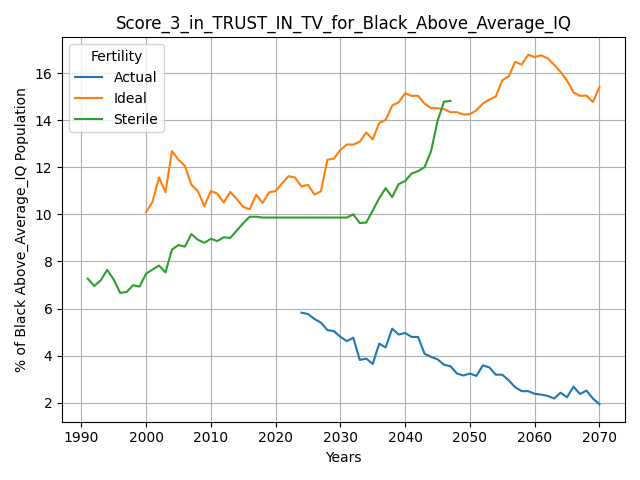 Score_3_in_TRUST_IN_TV_for_Black_Above_Average_IQ
Fertility
Actual
Ideal
Sterile
% of Black Above_Average_IQ Population
16
14
12
10
8
6
4
2
1990 2000 2010 2020 2030 2040 2050 2060 2070
Years